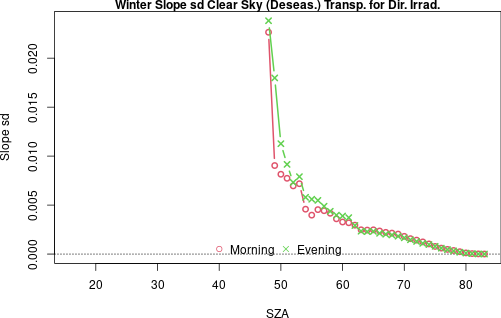 Winter Slope sd Clear Sky (Deseas.) Transp. for Dir. Irrad.
Slope sd
0.020
0.015
0.010
0.005
0.000
Morning Evening
20 30 40 50 60 70 80
SZA